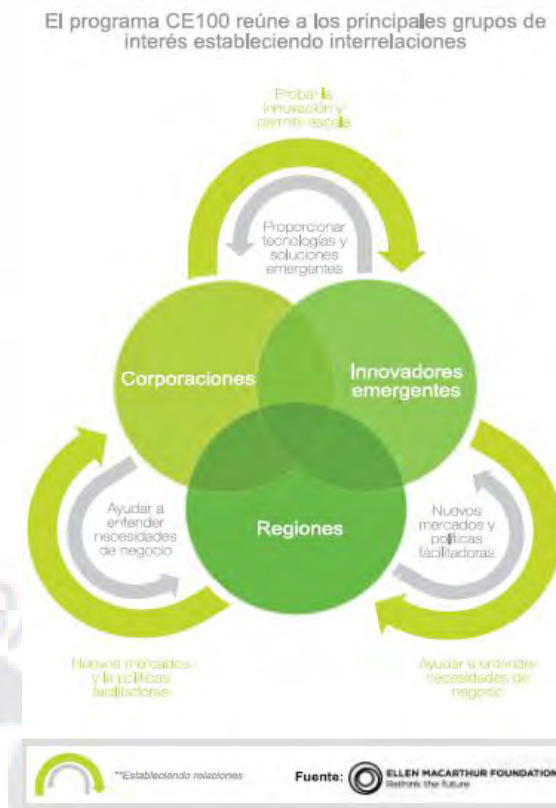 El programa CE100 reúne a los principales grupos de
interés estableciendo interrelaciones
Probar la
innovación y
permitir escala
Proporcionar
tecnologías y
soluciones
emergentes
Corporaciones
Innovadores
emergentes
Regiones
Ayudar a
entender
necesidades
de negocio
Nuevos
mercados y
políticas
facilitadoras
Nuevos mercados
y la políticas
facilitadoras
Ayudar a entender
necesidades de
negocio
**Estableciendo relaciones
Fuente:
ELLEN MACARTHUR FOUNDATION
Rethink the future